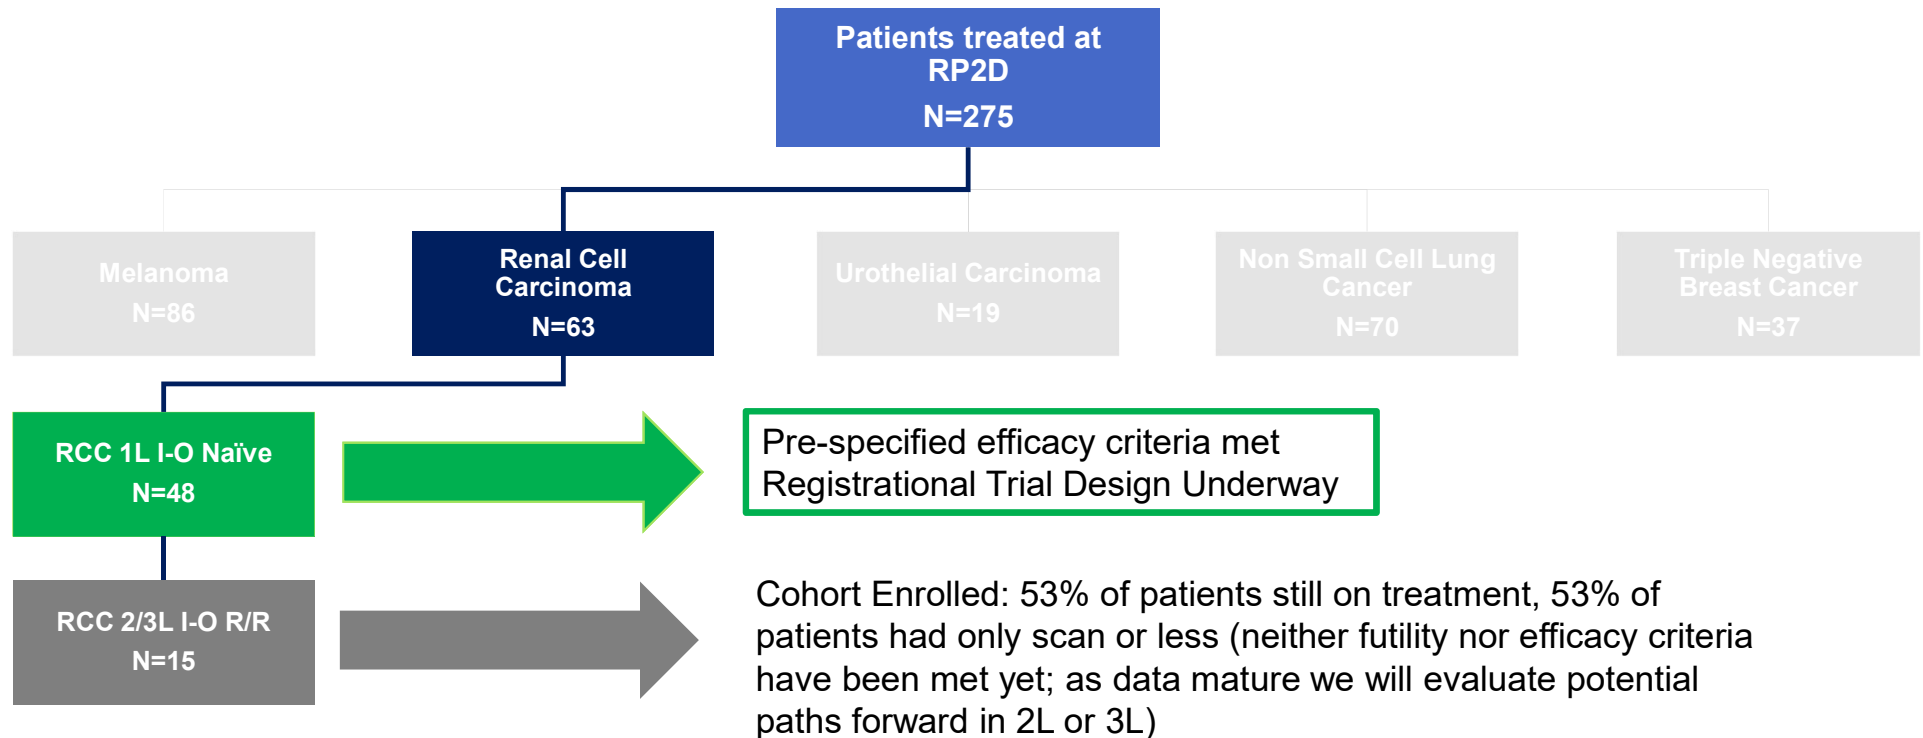 Patients treated at
RP2D
N=275
Melanoma
N=86
Renal Cell
Carcinoma
N=63
Urothelial Carcinoma
N=19
Non Small Cell Lung
Cancer
N=70
Triple Negative
Breast Cancer
N=37
RCC 1L I-O Naïve
N=48
Pre-specified efficacy criteria met
Registrational Trial Design Underway
RCC 2/3L I-O R/R
N=15
Cohort Enrolled: 53% of patients still on treatment, 53% of
patients had only scan or less (neither futility nor efficacy criteria
have been met yet; as data mature we will evaluate potential
paths forward in 2L or 3L)